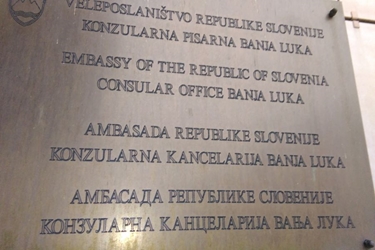 VELEPOSLANIŠTVO REPUBLIKE SLOVENIJE
KONZULARNA PISARNA BANJA LUKA
EMBASSY OF THE REPUBLIC OF SLOVENIA
CONSULAR OFFICE BANJA LUKA
AMBASADA REPUBLIKE SLOVENIJE
KONZULARNA KANCELARIJA BANJA LUKA
АМБАСАДА РЕПУБЛИКЕ СЛОВЕНИЈЕ
КОНЗУЛАРНА КАНЦЕЛАРИЈА БАЊА ЛУКА